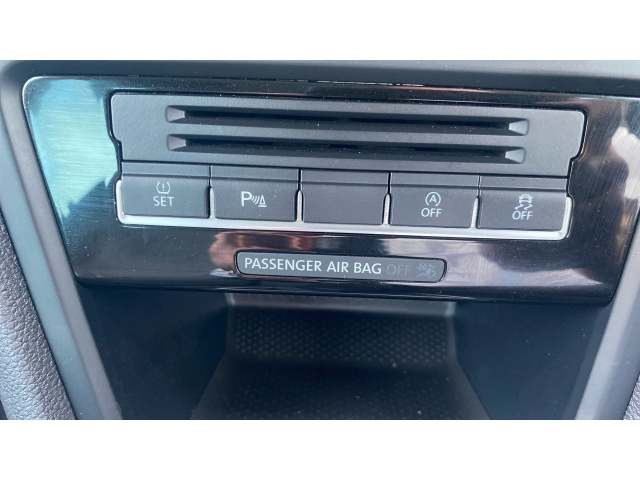 SET
P
A
OFF
OFF
PASSENGER AIR BAG OFF